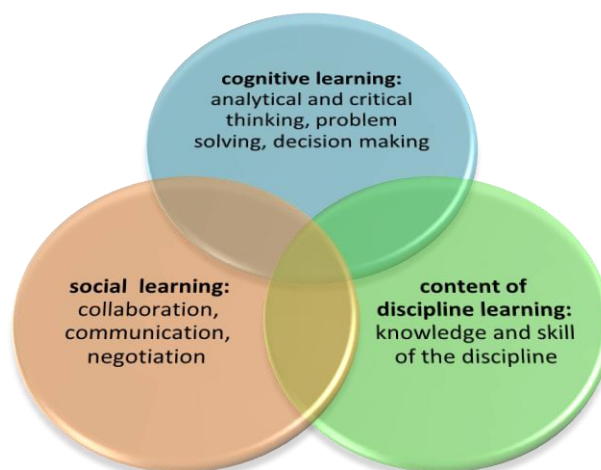 cognitive learning:
analytical and critical
thinking, problem
solving, decision making
social  learning:
collaboration,
communication,
negotiation
content of
discipline learning:
knowledge and skill
of the discipline